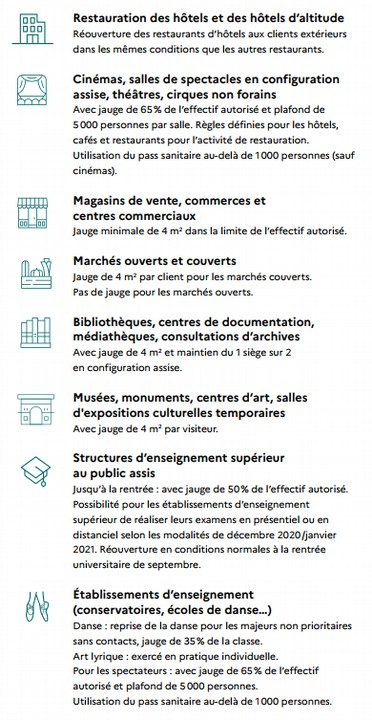 Restauration des hôtels et des hôtels d'altitude
Réouverture des restaurants d'hôtels aux clients extérieurs
dans les mêmes conditions que les autres restaurants.
Cinémas, salles de spectacles en configuration
assise, théâtres, cirques non forains
Avec jauge de 65 % de l'effectif autorisé et plafond de
5 000 personnes par salle. Règles définies pour les hôtels,
cafés et restaurants pour l'activité de restauration.
Utilisation du pass sanitaire au-delà de 1 000 personnes (sauf
cinémas).
Magasins de vente, commerces et
centres commerciaux
Jauge minimale de 4 m² dans la limite de l'effectif autorisé.
Marchés ouverts et couverts
Jauge de 4 m² par client pour les marchés couverts.
Pas de jauge pour les marchés ouverts.
Bibliothèques, centres de documentation,
médiathèques, consultations d'archives
Avec jauge de 4 m² et maintien du 1 siège sur 2
en configuration assise.
Musées, monuments, centres d'art, salles
d'expositions culturelles temporaires
Avec jauge de 4 m² par visiteur.
Structures d'enseignement supérieur
au public assis
Jusqu'à la rentrée : avec jauge de 50 % de l'effectif autorisé.
Possibilité pour les établissements d'enseignement
supérieur de réaliser leurs examens en présentiel ou en
distanciel selon les modalités de décembre 2020/janvier
2021. Réouverture en conditions normales à la rentrée
universitaire de septembre.
Établissements d'enseignement
(conservatoires, écoles de danse...)
Danse : reprise de la danse pour les majeurs non prioritaires
sans contacts, jauge de 35 % de la classe.
Art lyrique : exercé en pratique individuelle.
Pour les spectateurs : avec jauge de 65 % de l'effectif
autorisé et plafond de 5 000 personnes.
Utilisation du pass sanitaire au-delà de 1 000 personnes.